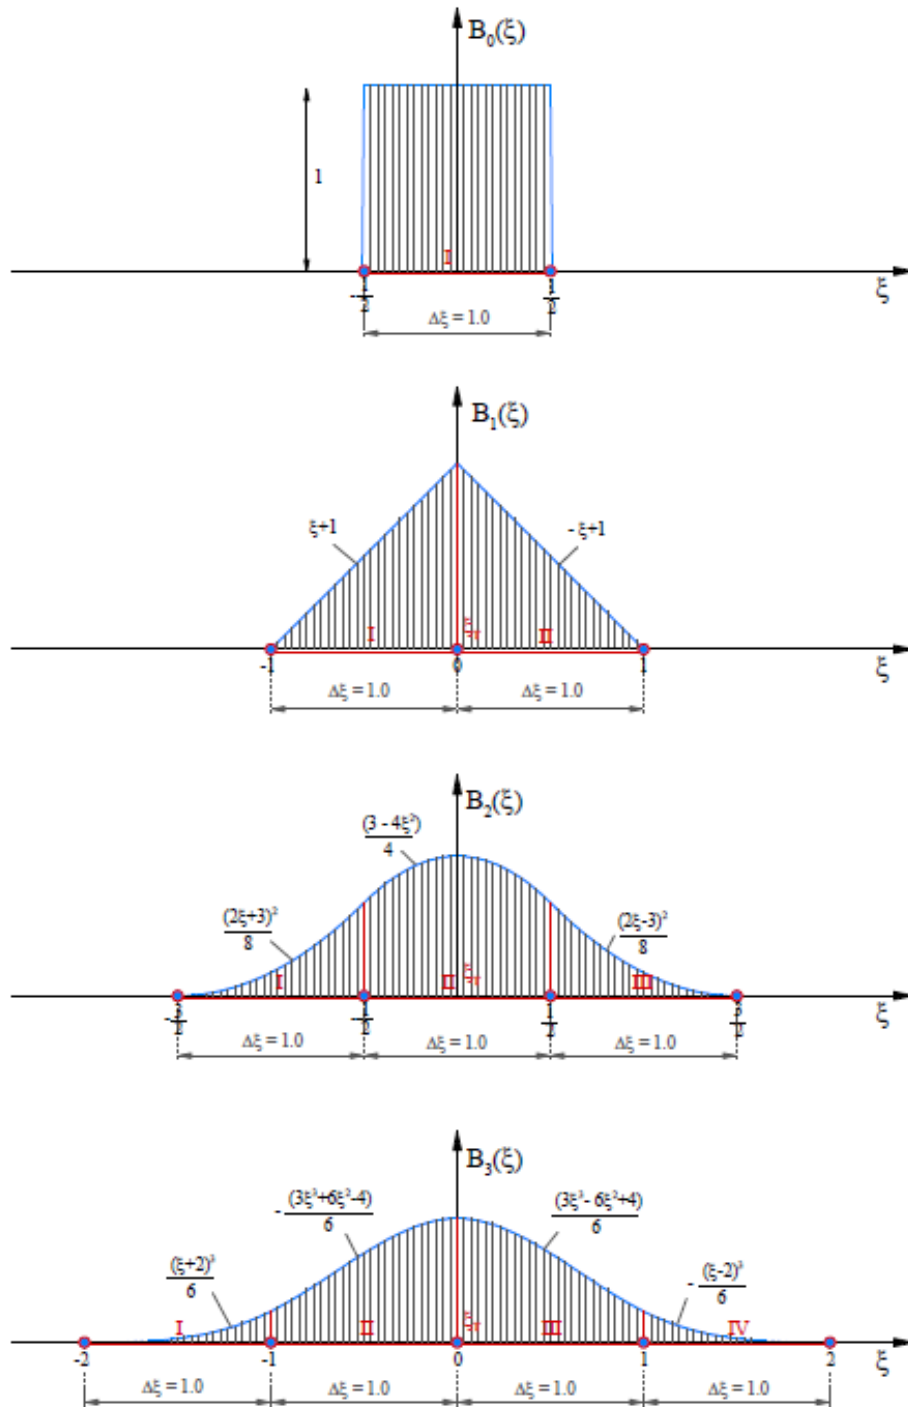 B₀(ξ)
1
I
-1/2
1/2
ξ
Δξ = 1.0
B₁(ξ)
ξ+1
-ξ+1
I
II
-1
0
1
ξ
Δξ = 1.0
Δξ = 1.0
B₂(ξ)
(3 - 4ξ²)
4
(2ξ+3)²
8
(2ξ-3)²
8
I
II
III
ξ
Δξ = 1.0
Δξ = 1.0
Δξ = 1.0
B₃(ξ)
- (3ξ³+6ξ²-4)
6
(3ξ³- 6ξ²+4)
6
(ξ+2)³
6
- (ξ-2)³
6
I
II
III
IV
-2
-1
0
1
2
ξ
Δξ = 1.0
Δξ = 1.0
Δξ = 1.0
Δξ = 1.0